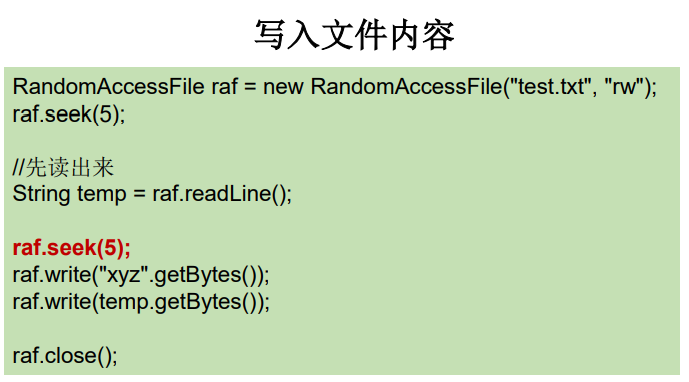 写入文件内容
RandomAccessFile raf = new RandomAccessFile("test.txt", "rw");
raf.seek(5);
//先读出来
String temp = raf.readLine();
raf.seek(5);
raf.write("xyz".getBytes());
raf.write(temp.getBytes());
raf.close();